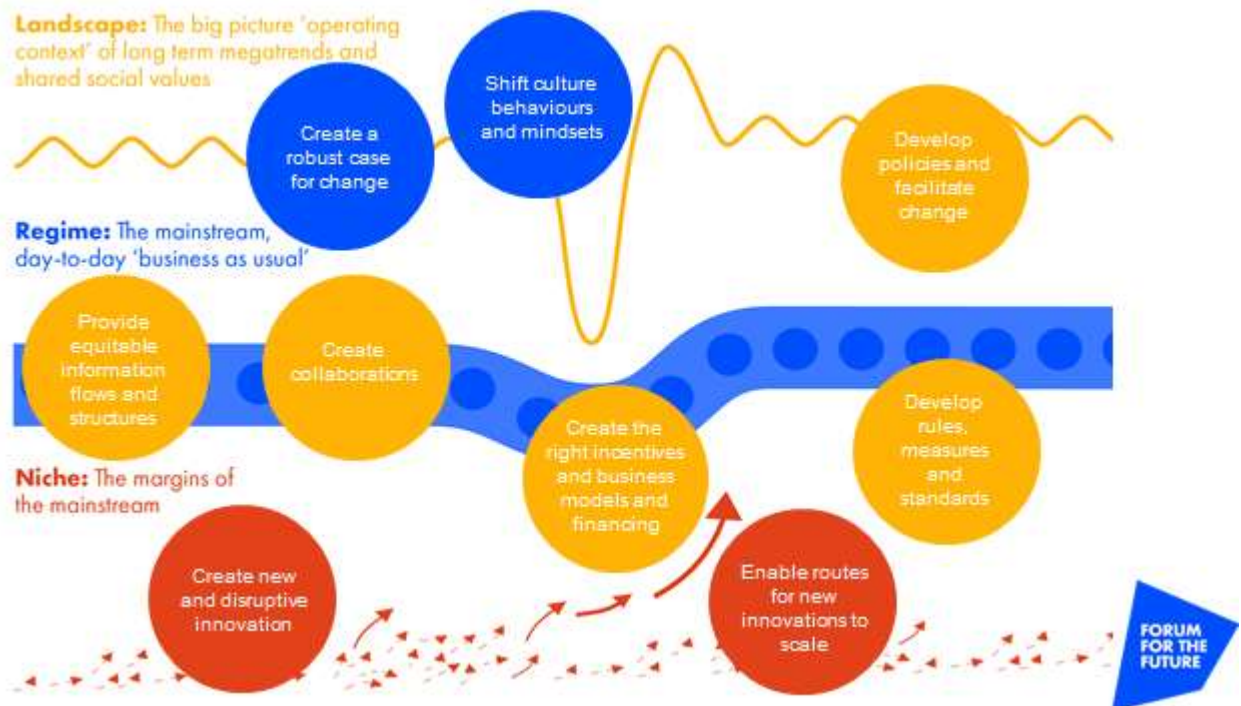 Landscape: The big picture 'operating
context' of long term megatrends and
shared social values
Create a
robust case
for change
Shift culture
behaviours
and mindsets
Develop
policies and
facilitate
change
Regime: The mainstream,
day-to-day 'business as usual'
Provide
equitable
information
flows and
structures
Create
collaborations
Create the
right incentives
and business
models and
financing
Develop
rules,
measures
and
standards
Niche: The margins of
the mainstream
Create new
and disruptive
innovation
Enable routes
for new
innovations to
scale
FORUM
FOR THE
FUTURE